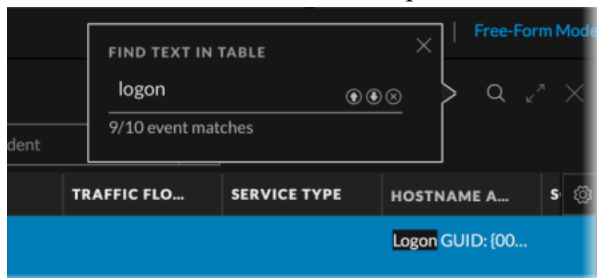 Free-Form Mode
FIND TEXT IN TABLE
logon
9/10 event matches
dent
TRAFFIC FLO... SERVICE TYPE HOSTNAME A... S
Logon GUID: {00...